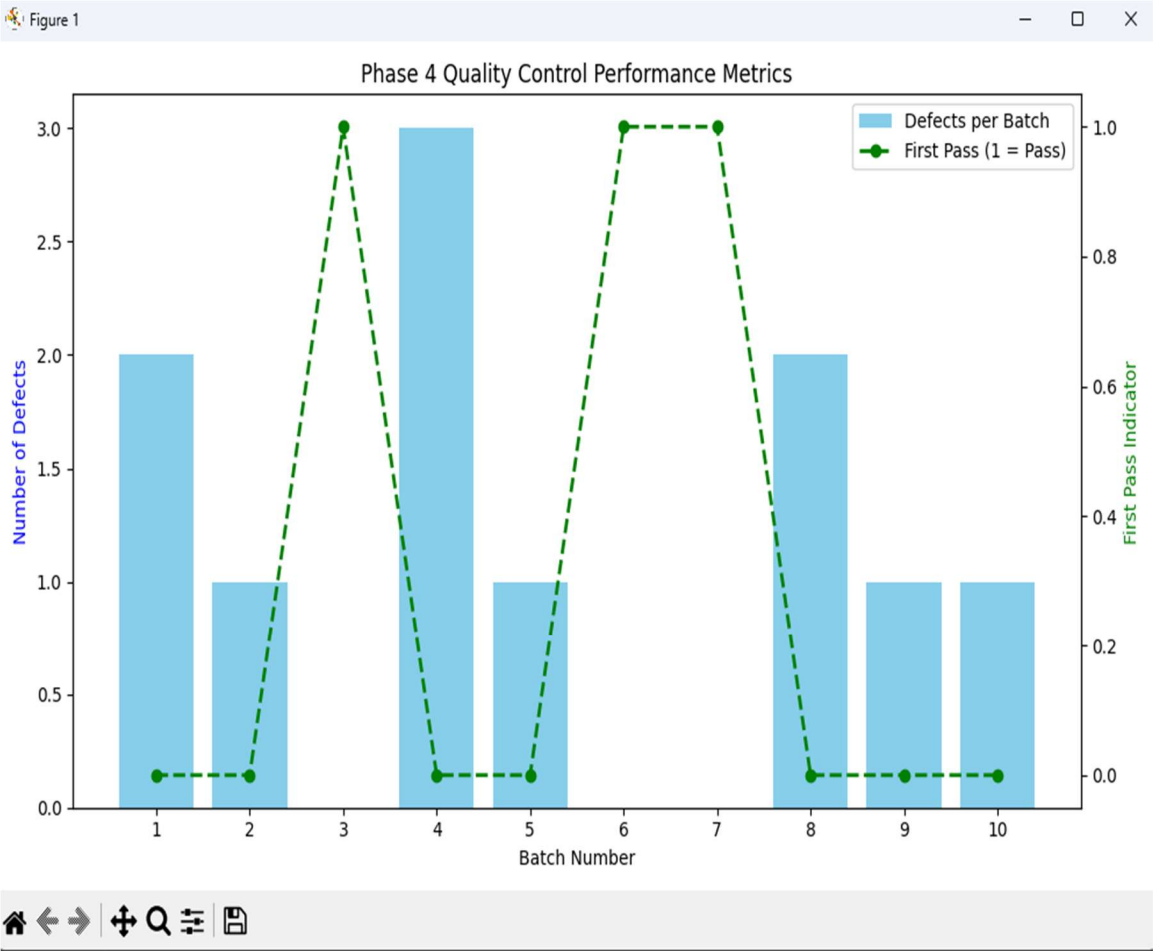 Figure 1
Phase 4 Quality Control Performance Metrics
Defects per Batch
First Pass (1 = Pass)
Number of Defects
3.0
2.5
2.0
1.5
1.0
0.5
0.0
1.0
0.8
0.6
0.4
0.2
0.0
First Pass Indicator
1 2 3 4 5 6 7 8 9 10
Batch Number